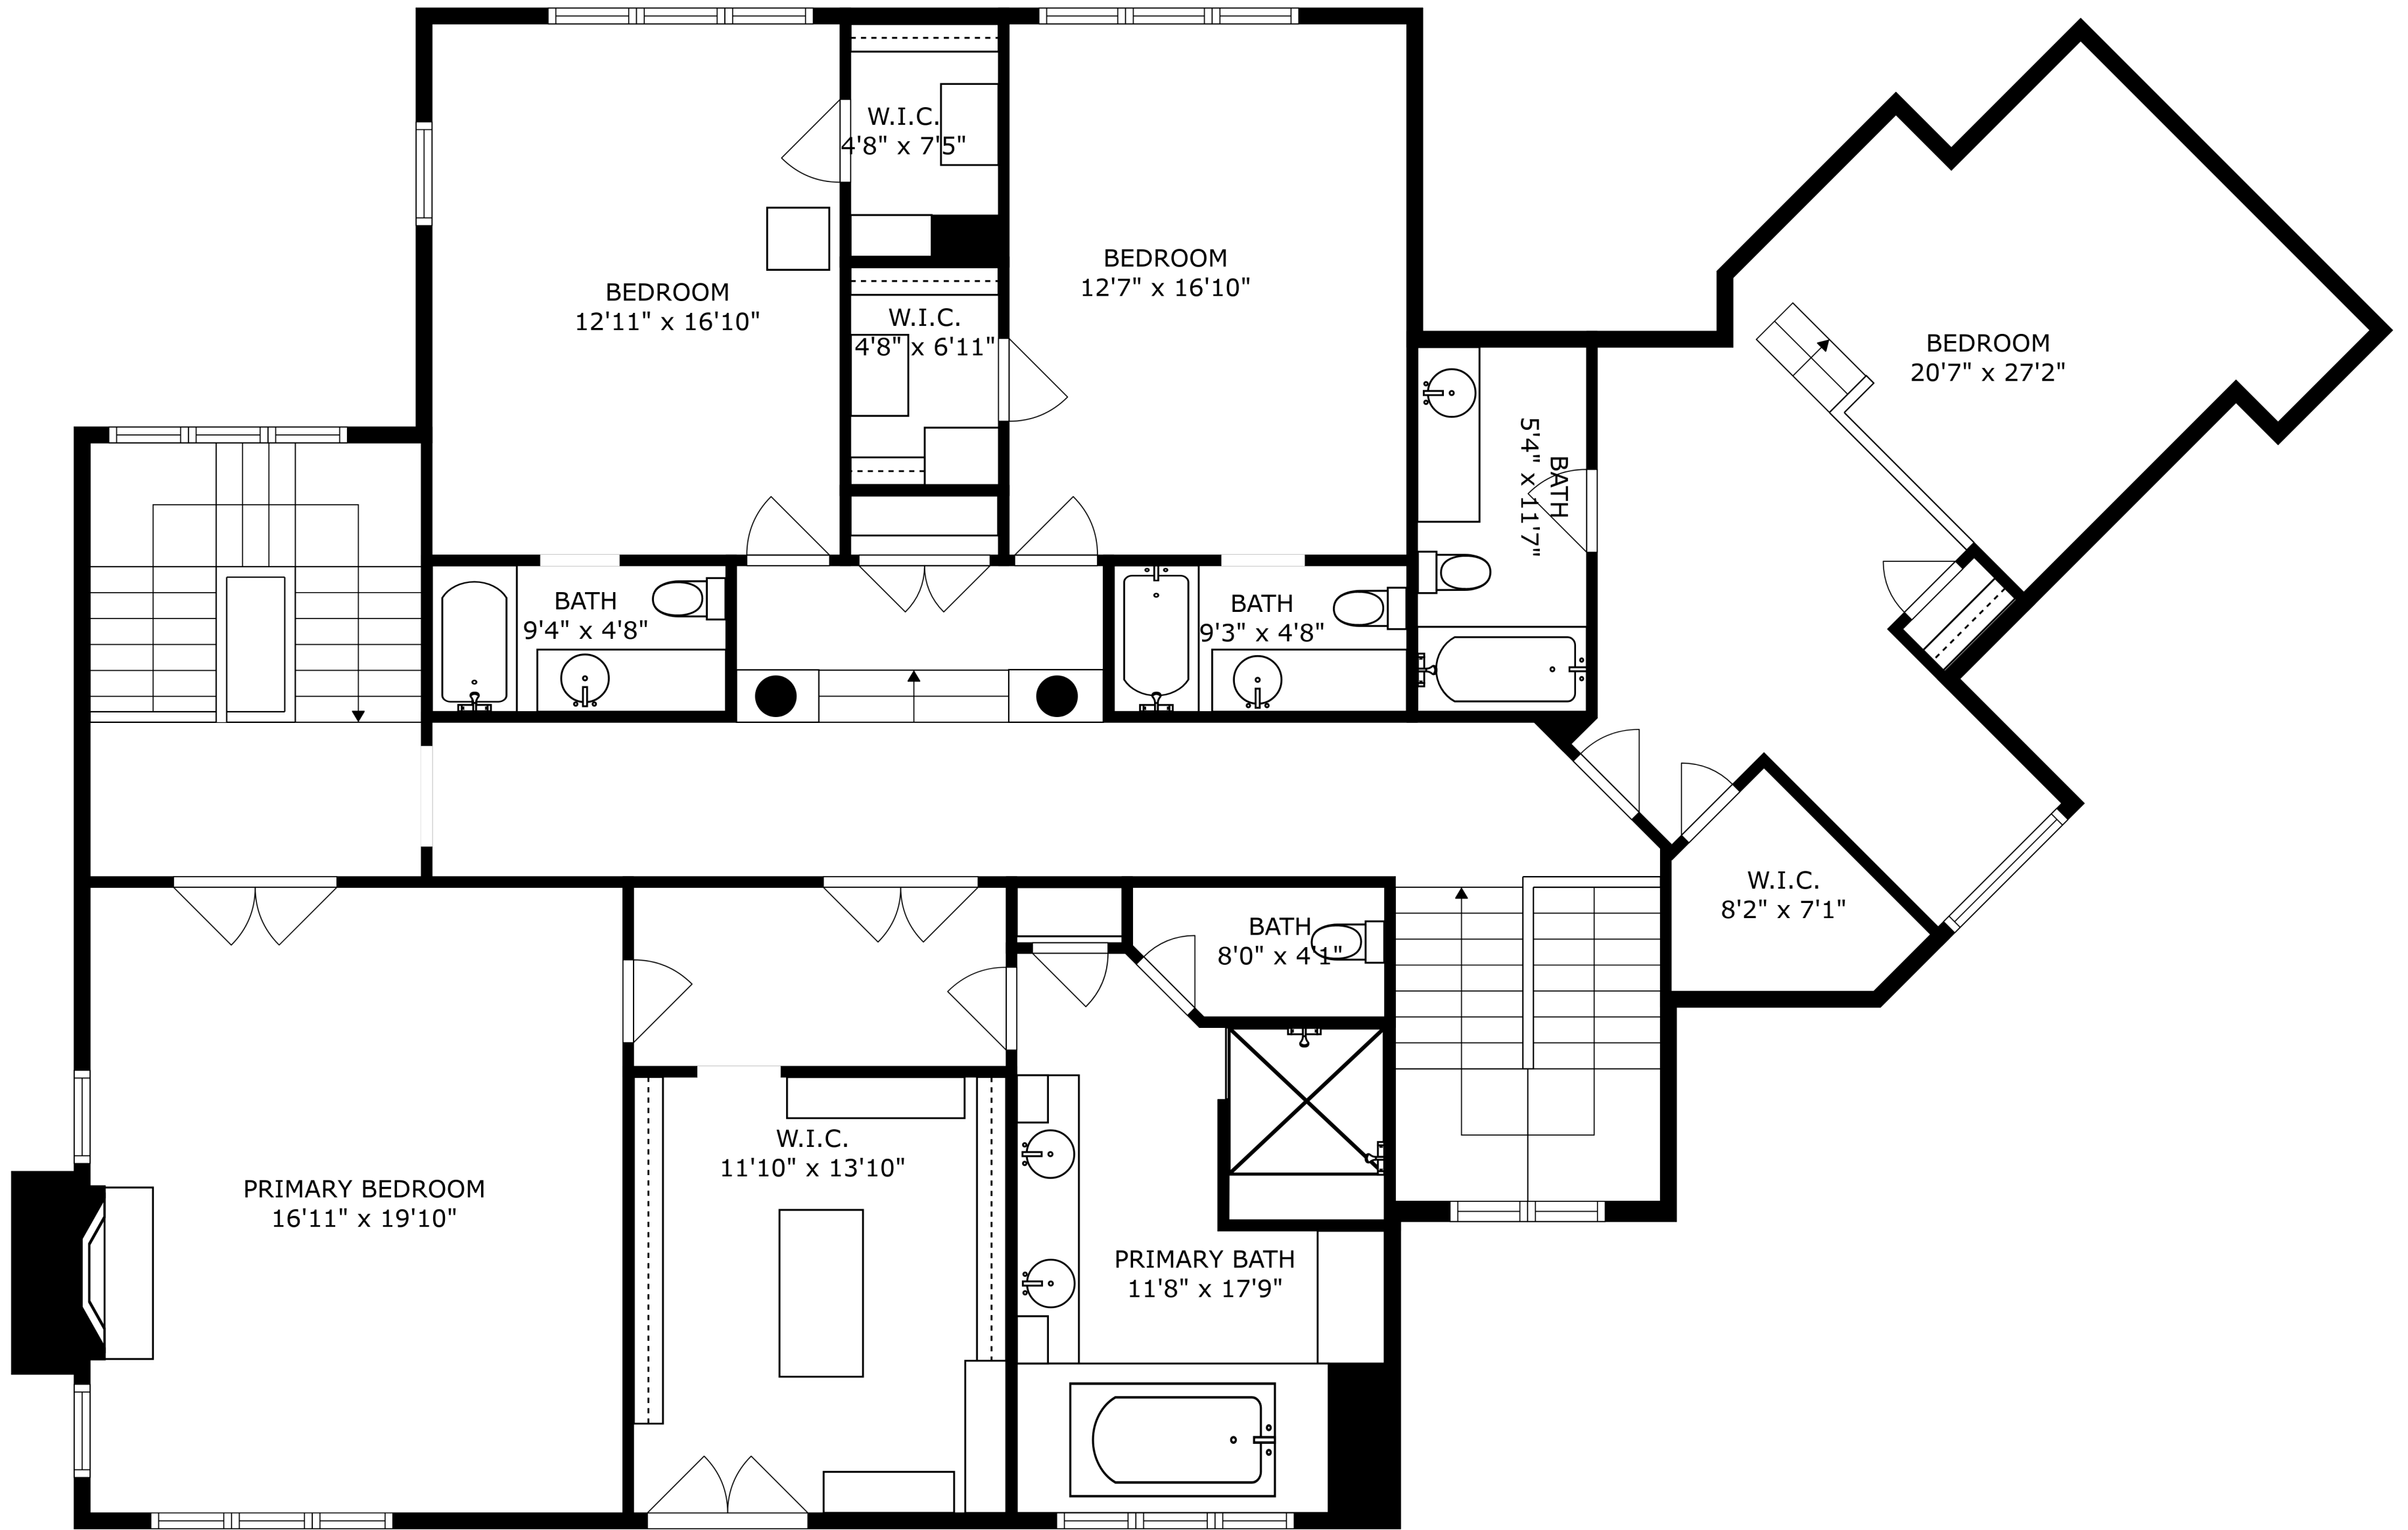 W.I.C.
4'8" x 7'5"
BEDROOM
12'11" x 16'10"
W.I.C.
4'8" x 6'11"
BEDROOM
12'7" x 16'10"
BEDROOM
20'7" x 27'2"
BATH
5'4" x 11'7"
BATH
9'4" x 4'8"
BATH
9'3" x 4'8"
W.I.C.
8'2" x 7'1"
BATH
8'0" x 4'1"
PRIMARY BEDROOM
16'11" x 19'10"
W.I.C.
11'10" x 13'10"
PRIMARY BATH
11'8" x 17'9"